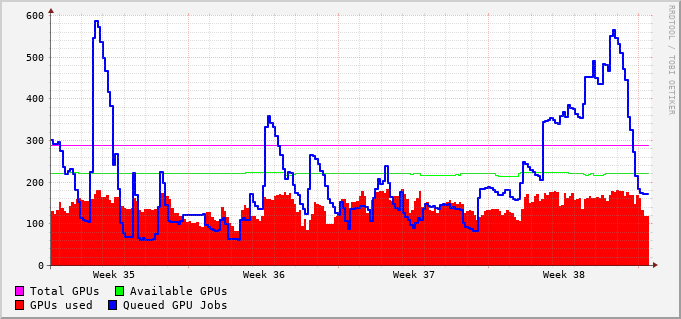 RRDTOOL / TOBI OETIKER
600
500
400
300
200
100
0
Week 35 Week 36 Week 37 Week 38
Total GPUs Available GPUs
GPUs used Queued GPU Jobs